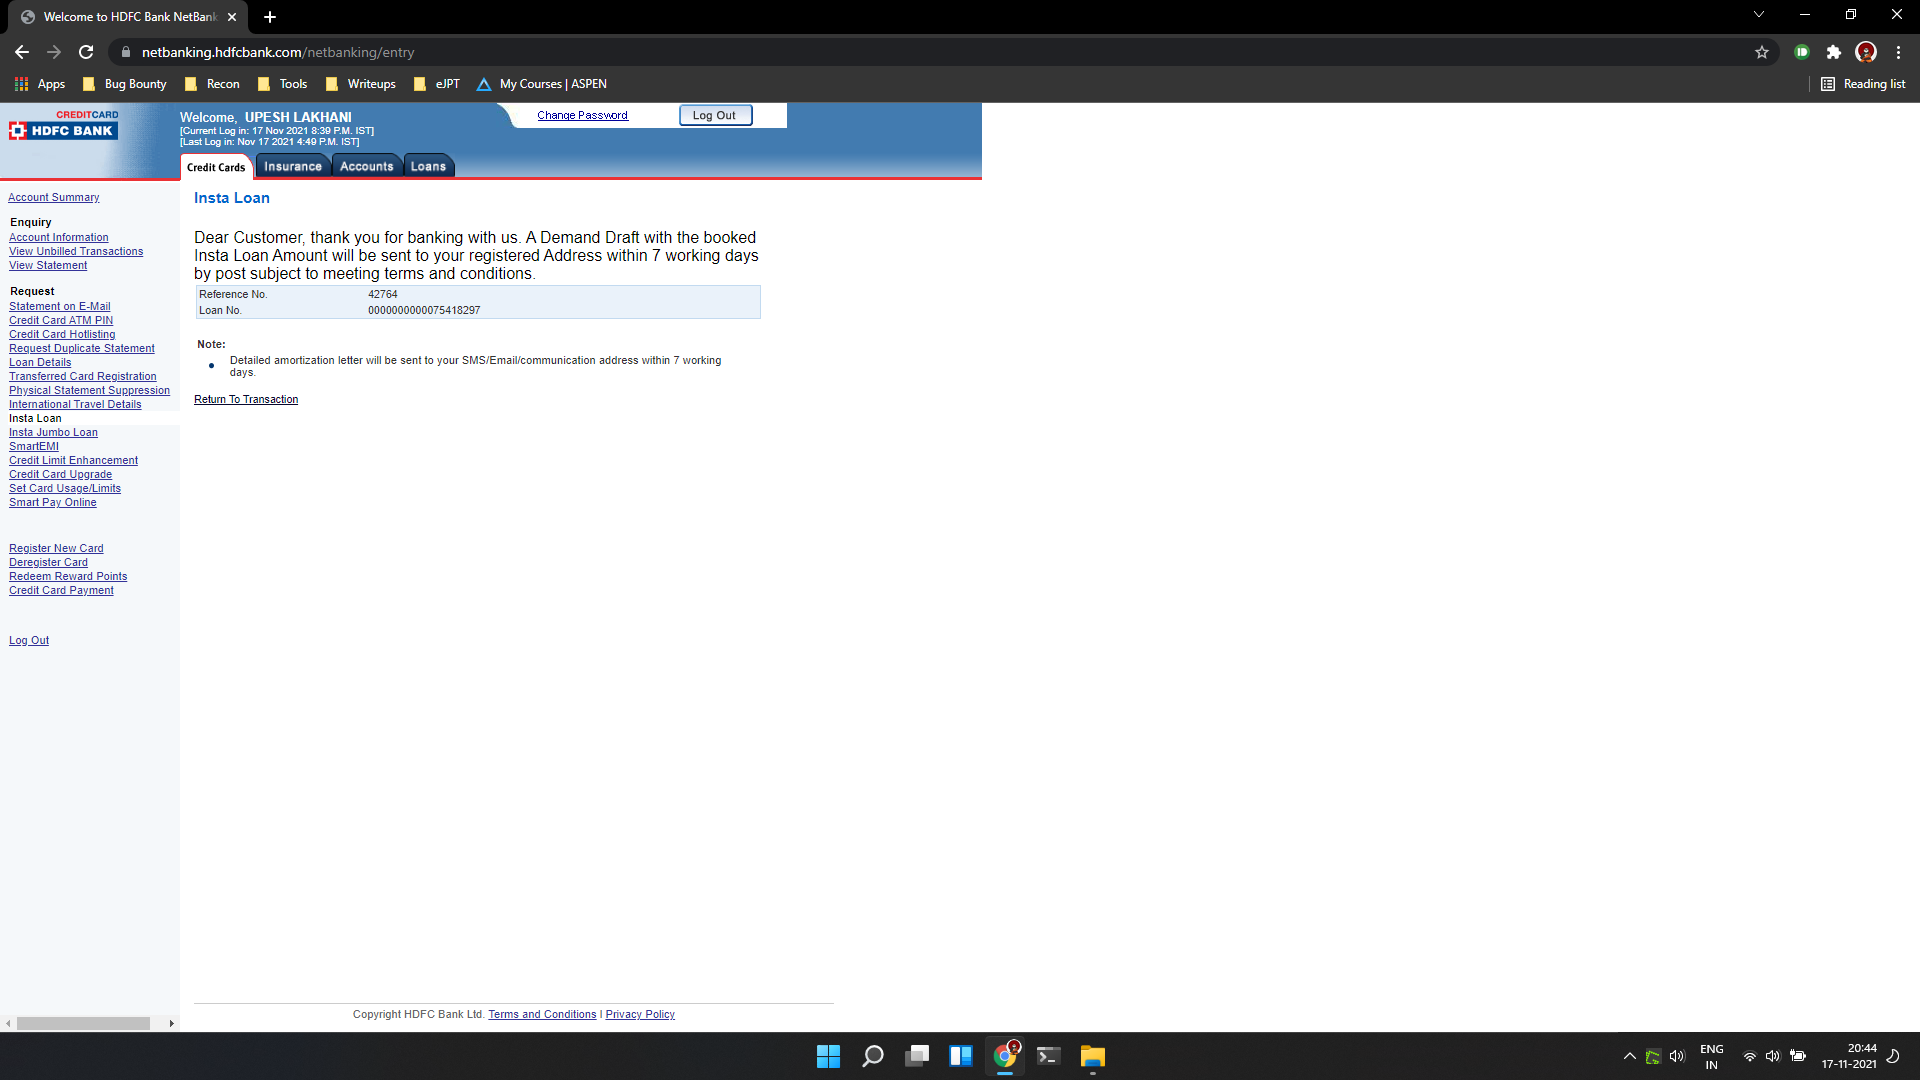 Welcome to HDFC Bank NetBank
netbanking.hdfcbank.com/netbanking/entry
Apps
Bug Bounty
Recon
Tools
Writeups
eJPT
My Courses | ASPEN
Reading list
CREDITCARD
HDFC BANK
Welcome, UPESH LAKHANI
[Current Log in: 17 Nov 2021 8:39 P.M. IST]
[Last Log in: Nov 17 2021 4:49 P.M. IST]
Change Password
Log Out
Credit Cards
Insurance
Accounts
Loans
Account Summary
Enquiry
Account Information
View Unbilled Transactions
View Statement
Request
Statement on E-Mail
Credit Card ATM PIN
Credit Card Hotlisting
Request Duplicate Statement
Loan Details
Transferred Card Registration
Physical Statement Suppression
International Travel Details
Insta Loan
Insta Jumbo Loan
SmartEMI
Credit Limit Enhancement
Credit Card Upgrade
Set Card Usage/Limits
Smart Pay Online
Register New Card
Deregister Card
Redeem Reward Points
Credit Card Payment
Log Out
Insta Loan
Dear Customer, thank you for banking with us. A Demand Draft with the booked
Insta Loan Amount will be sent to your registered Address within 7 working days
by post subject to meeting terms and conditions.
Reference No. 42764
Loan No. 0000000000075418297
Note:
Detailed amortization letter will be sent to your SMS/Email/communication address within 7 working
days.
Return To Transaction
Copyright HDFC Bank Ltd. Terms and Conditions | Privacy Policy
ENG
IN
20:44
17-11-2021